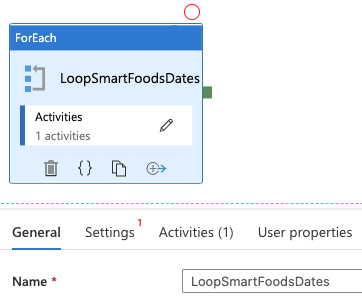 ForEach
LoopSmartFoodsDates
Activities
1 activities
{}
General Settings 1 Activities (1) User properties
Name * LoopSmartFoodsDates